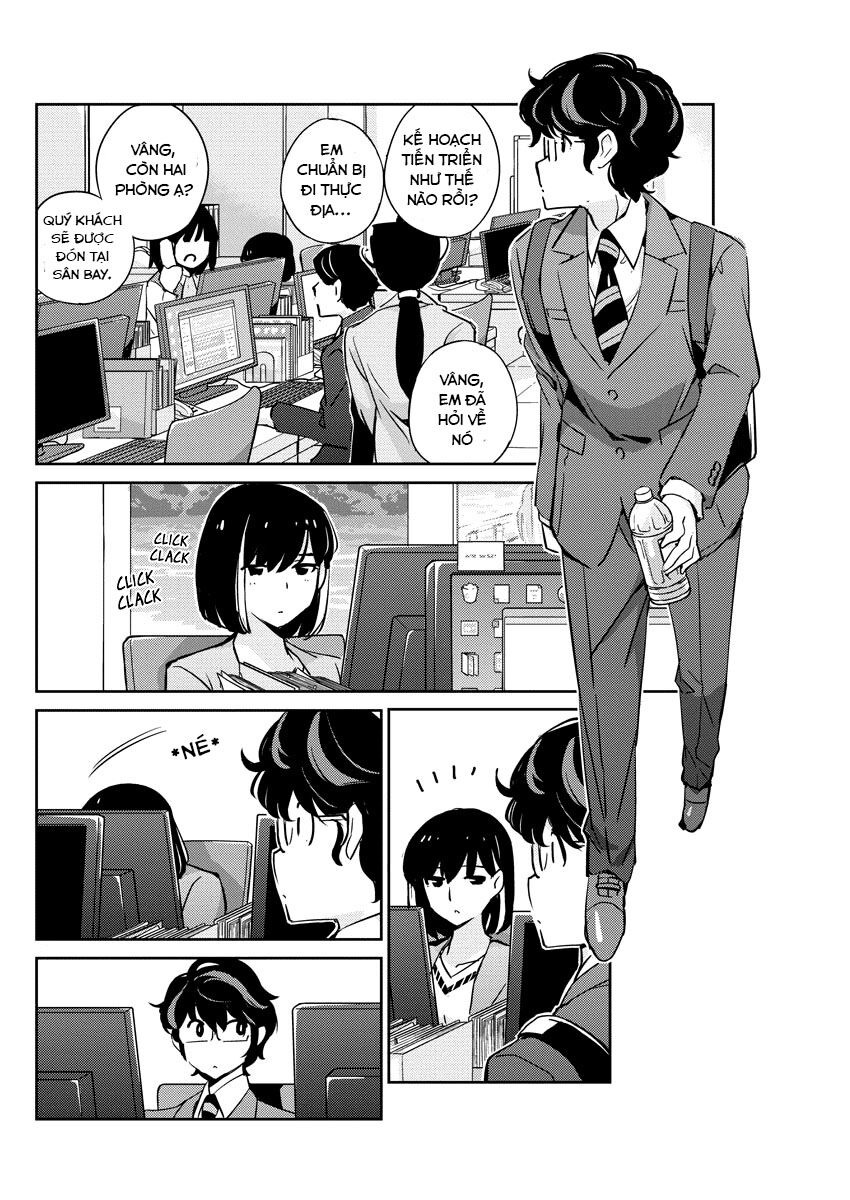 KẾ HOẠCH
TIẾN TRIỂN
NHƯ THẾ
NÀO RỒI?
EM
CHUẨN BỊ
ĐI THỰC
ĐỊA...
VÂNG,
CÒN HAI
PHÒNG Ạ?
QUÝ KHÁCH
SẼ ĐƯỢC
ĐÓN TẠI
SÂN BAY.
VÂNG,
EM ĐÃ
HỎI VỀ
NÓ
CLICK
CLACK
CLICK
CLACK
*NÉ*